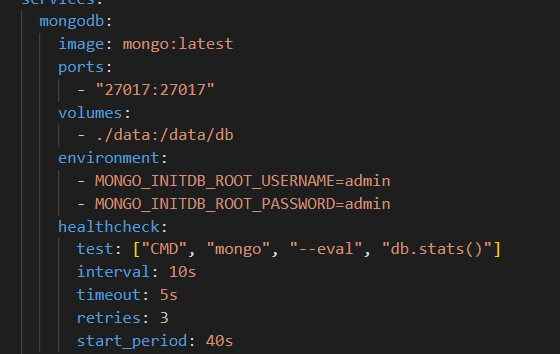 services:
mongodb:
image: mongo:latest
ports:
- "27017:27017"
volumes:
- ./data:/data/db
environment:
- MONGO_INITDB_ROOT_USERNAME=admin
- MONGO_INITDB_ROOT_PASSWORD=admin
healthcheck:
test: ["CMD", "mongo", "--eval", "db.stats()"]
interval: 10s
timeout: 5s
retries: 3
start_period: 40s